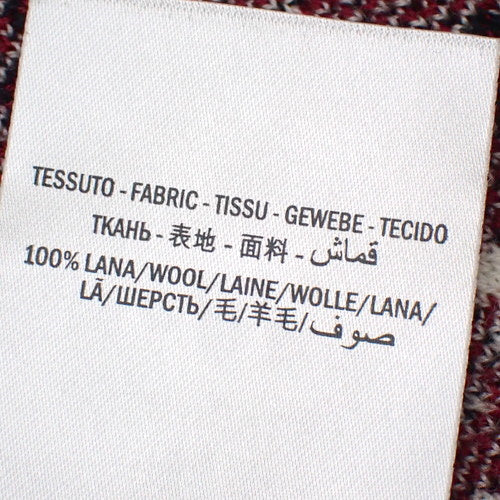 TESSUTO - FABRIC - TISSU - GEWEBE - TECIDO
ТКАНЬ - 表地 - 面料 - قماش
100% LANA/WOOL/LAINE/WOLLE/LANA/
LÃ/ШЕРСТЬ/毛/羊毛/صوف